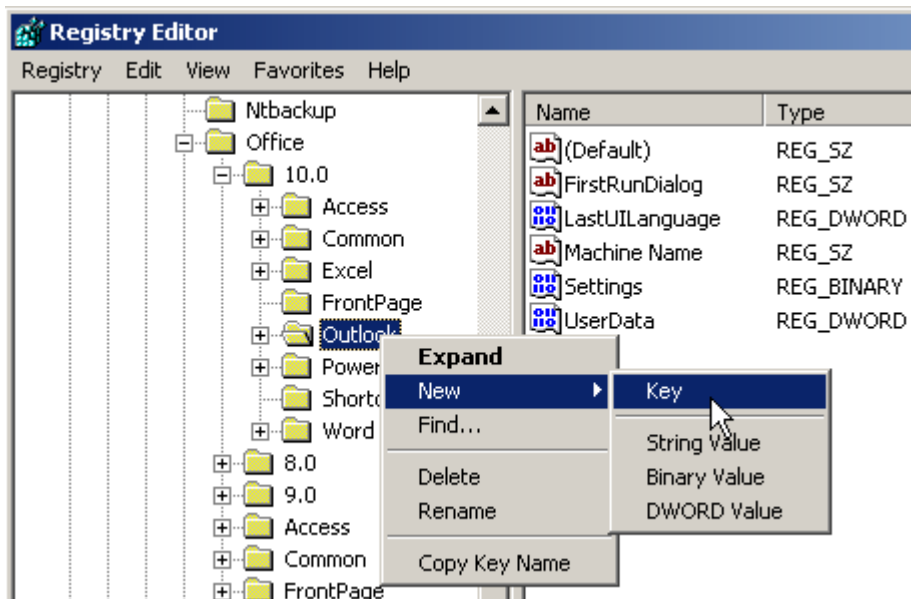 Registry Editor
Registry Edit View Favorites Help
Ntbackup
Office
10.0
Access
Common
Excel
FrontPage
Outlook
Power
Word
8.0
9.0
Access
Common
FrontPage
Name Type
(Default) REG_SZ
FirstRunDialog REG_SZ
LastUILanguage REG_DWORD
Machine Name REG_SZ
Settings REG_BINARY
UserData REG_DWORD
Expand
New
Find...
Delete
Rename
Copy Key Name
Key
String Value
Binary Value
DWORD Value